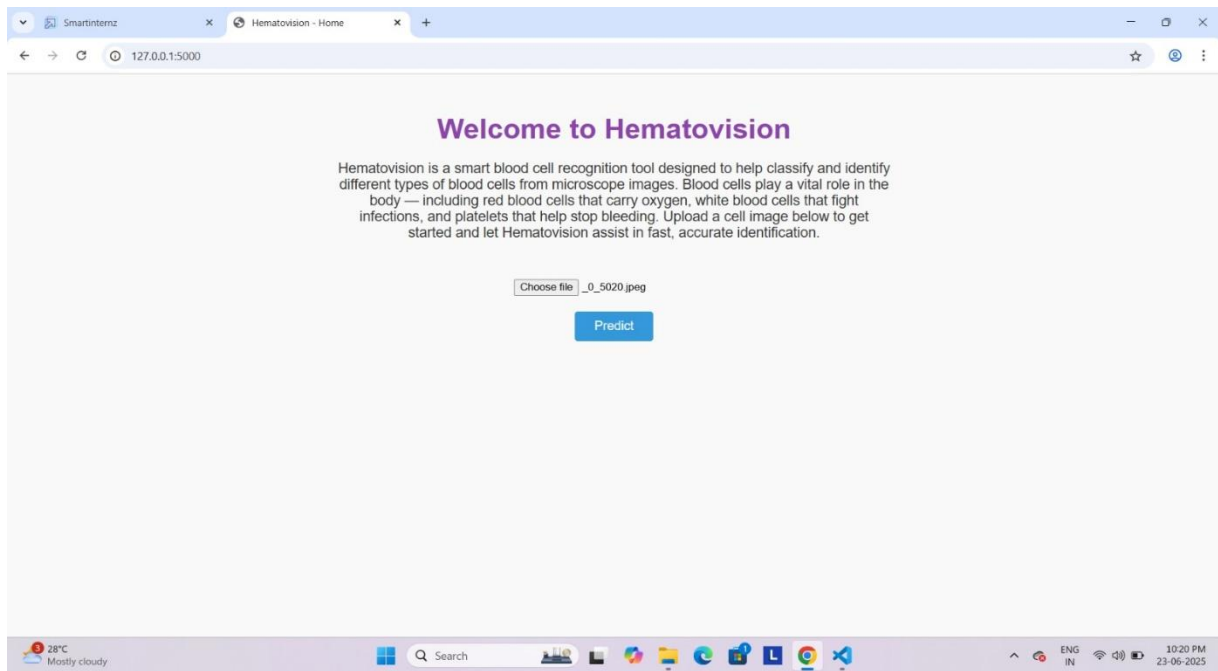 Smartinternz
Hematovision - Home
127.0.0.1:5000
Welcome to Hematovision
Hematovision is a smart blood cell recognition tool designed to help classify and identify
different types of blood cells from microscope images. Blood cells play a vital role in the
body — including red blood cells that carry oxygen, white blood cells that fight
infections, and platelets that help stop bleeding. Upload a cell image below to get
started and let Hematovision assist in fast, accurate identification.
Choose file _0_5020.jpeg
Predict
3
28°C
Mostly cloudy
Search
L
ENG
IN
10:20 PM
23-06-2025